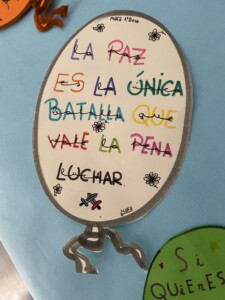 LA PAZ
ES LA ÚNICA
BATALLA QUE
VALE LA PENA
LUCHAR
Si
QUiEreS